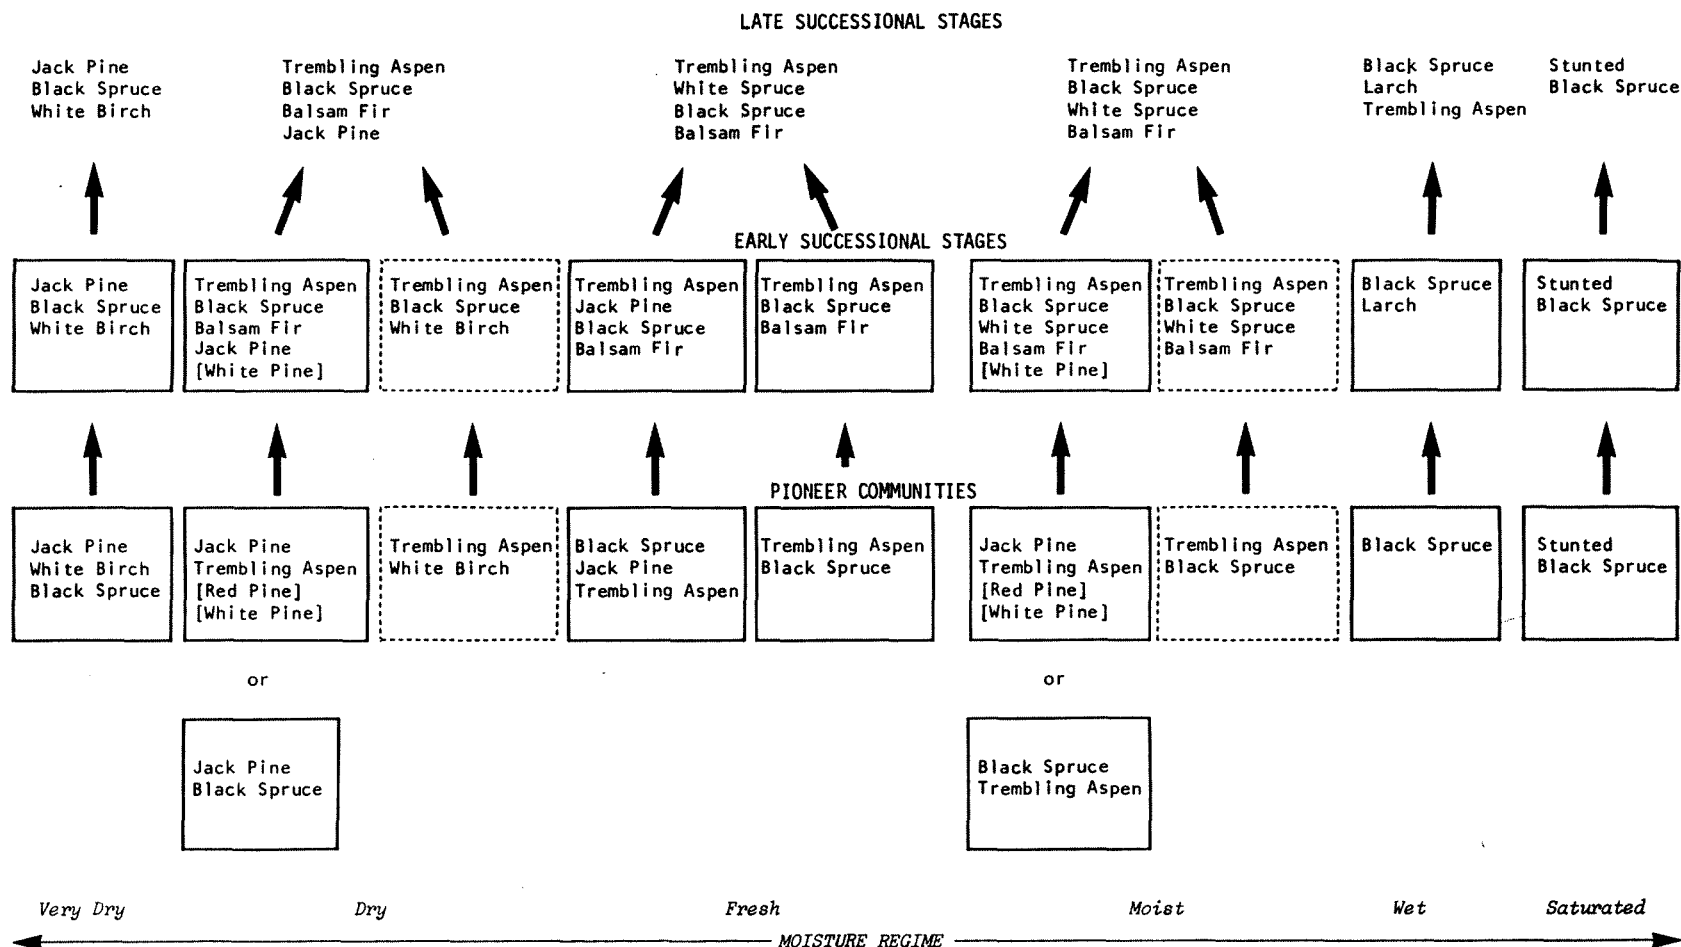 LATE SUCCESSIONAL STAGES
Jack Pine
Black Spruce
White Birch
Trembling Aspen
Black Spruce
Balsam Fir
Jack Pine
Trembling Aspen
White Spruce
Black Spruce
Balsam Fir
Trembling Aspen
Black Spruce
White Spruce
Balsam Fir
Black Spruce
Larch
Trembling Aspen
Stunted
Black Spruce
EARLY SUCCESSIONAL STAGES
Jack Pine
Black Spruce
White Birch
Trembling Aspen
Black Spruce
Balsam Fir
Jack Pine
[White Pine]
Trembling Aspen
Black Spruce
White Birch
Trembling Aspen
Jack Pine
Black Spruce
Balsam Fir
Trembling Aspen
Black Spruce
Balsam Fir
Trembling Aspen
Black Spruce
White Spruce
Balsam Fir
[White Pine]
Trembling Aspen
Black Spruce
White Spruce
Balsam Fir
Black Spruce
Larch
Stunted
Black Spruce
PIONEER COMMUNITIES
Jack Pine
White Birch
Black Spruce
Jack Pine
Trembling Aspen
[Red Pine]
[White Pine]
Trembling Aspen
White Birch
Black Spruce
Jack Pine
Trembling Aspen
Trembling Aspen
Black Spruce
Jack Pine
Trembling Aspen
[Red Pine]
[White Pine]
Trembling Aspen
Black Spruce
Black Spruce
Stunted
Black Spruce
or
or
Jack Pine
Black Spruce
Black Spruce
Trembling Aspen
Very Dry
Dry
Fresh
Moist
Wet
Saturated
MOISTURE REGIME